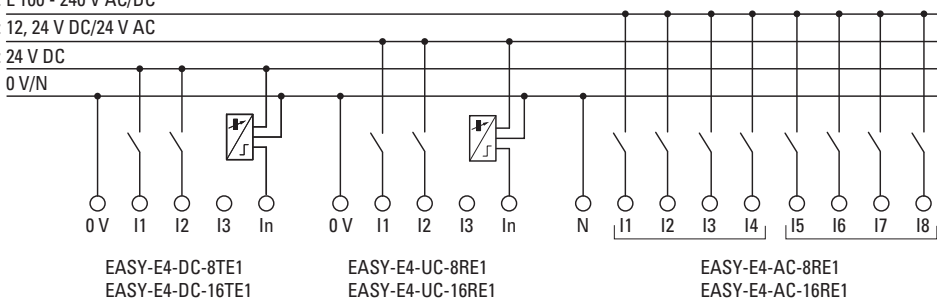 : L 100 - 240 V AC/DC
: 12, 24 V DC/24 V AC
: 24 V DC
0 V/N
0 V I1 I2 I3 In 0 V I1 I2 I3 In N I1 I2 I3 I4 I5 I6 I7 I8
EASY-E4-DC-8TE1 EASY-E4-UC-8RE1 EASY-E4-AC-8RE1
EASY-E4-DC-16TE1 EASY-E4-UC-16RE1 EASY-E4-AC-16RE1